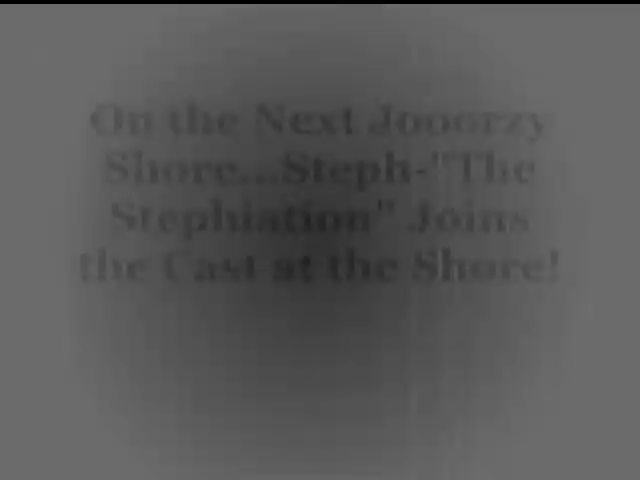 On the Next Jooorzy
Shore...Steph-"The
Stephiation" Joins
the Cast at the Shore!